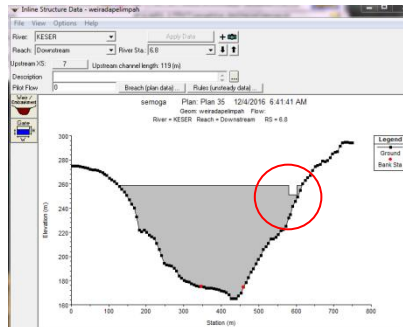 Inline Structure Data - weiradapelimpah
File View Options Help
River: KESER Apply Data
Reach: Downstream River Sta.: 6.8
Upstream XS: 7 Upstream channel length: 119 (m)
Description ...
Pilot Flow 0 Breach (plan data)... Rules (unsteady data)...
Weir / Embankment
Gate
semoga Plan: Plan 35 12/4/2016 6:41:41 AM
Geom: weiradapelimpah Flow:
River = KESER Reach = Downstream RS = 6.8
Legend
Ground
Bank Sta
Elevation (m)
300
280
260
240
220
200
180
160
0 100 200 300 400 500 600 700 800
Station (m)